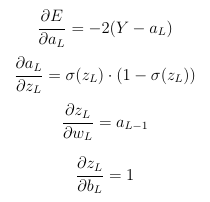 ∂E/∂a_L = −2(Y − a_L)
∂a_L/∂z_L = σ(z_L) · (1 − σ(z_L))
∂z_L/∂w_L = a_{L−1}
∂z_L/∂b_L = 1